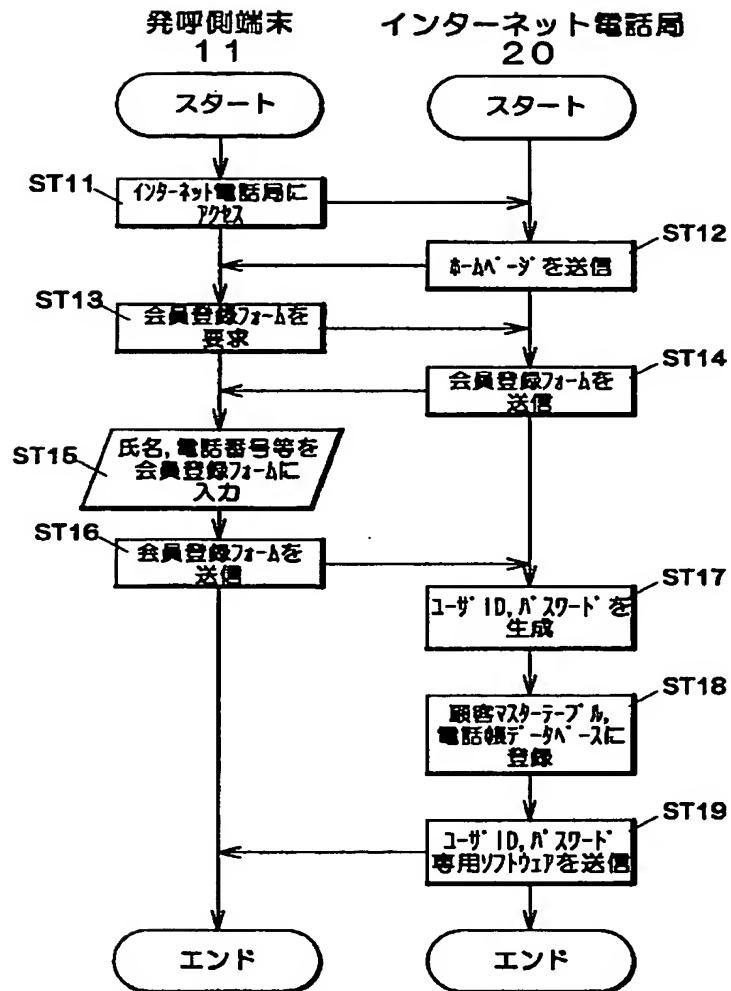 発呼側端末
11
インターネット電話局
20
スタート
スタート
ST11
ｲﾝﾀｰﾈｯﾄ電話局に
ｱｸｾｽ
ST12
ﾎｰﾑﾍﾟｰｼﾞを送信
ST13
会員登録ﾌｫｰﾑを
要求
ST14
会員登録ﾌｫｰﾑを
送信
ST15
氏名,電話番号等を
会員登録ﾌｫｰﾑに
入力
ST16
会員登録ﾌｫｰﾑを
送信
ST17
ﾕｰｻﾞID,ﾊﾟｽﾜｰﾄﾞを
生成
ST18
顧客ﾏｽﾀｰﾃｰﾌﾞﾙ,
電話帳ﾃﾞｰﾀﾍﾞｰｽに
登録
ST19
ﾕｰｻﾞID,ﾊﾟｽﾜｰﾄﾞ
専用ｿﾌﾄｳｪｱを送信
エンド
エンド